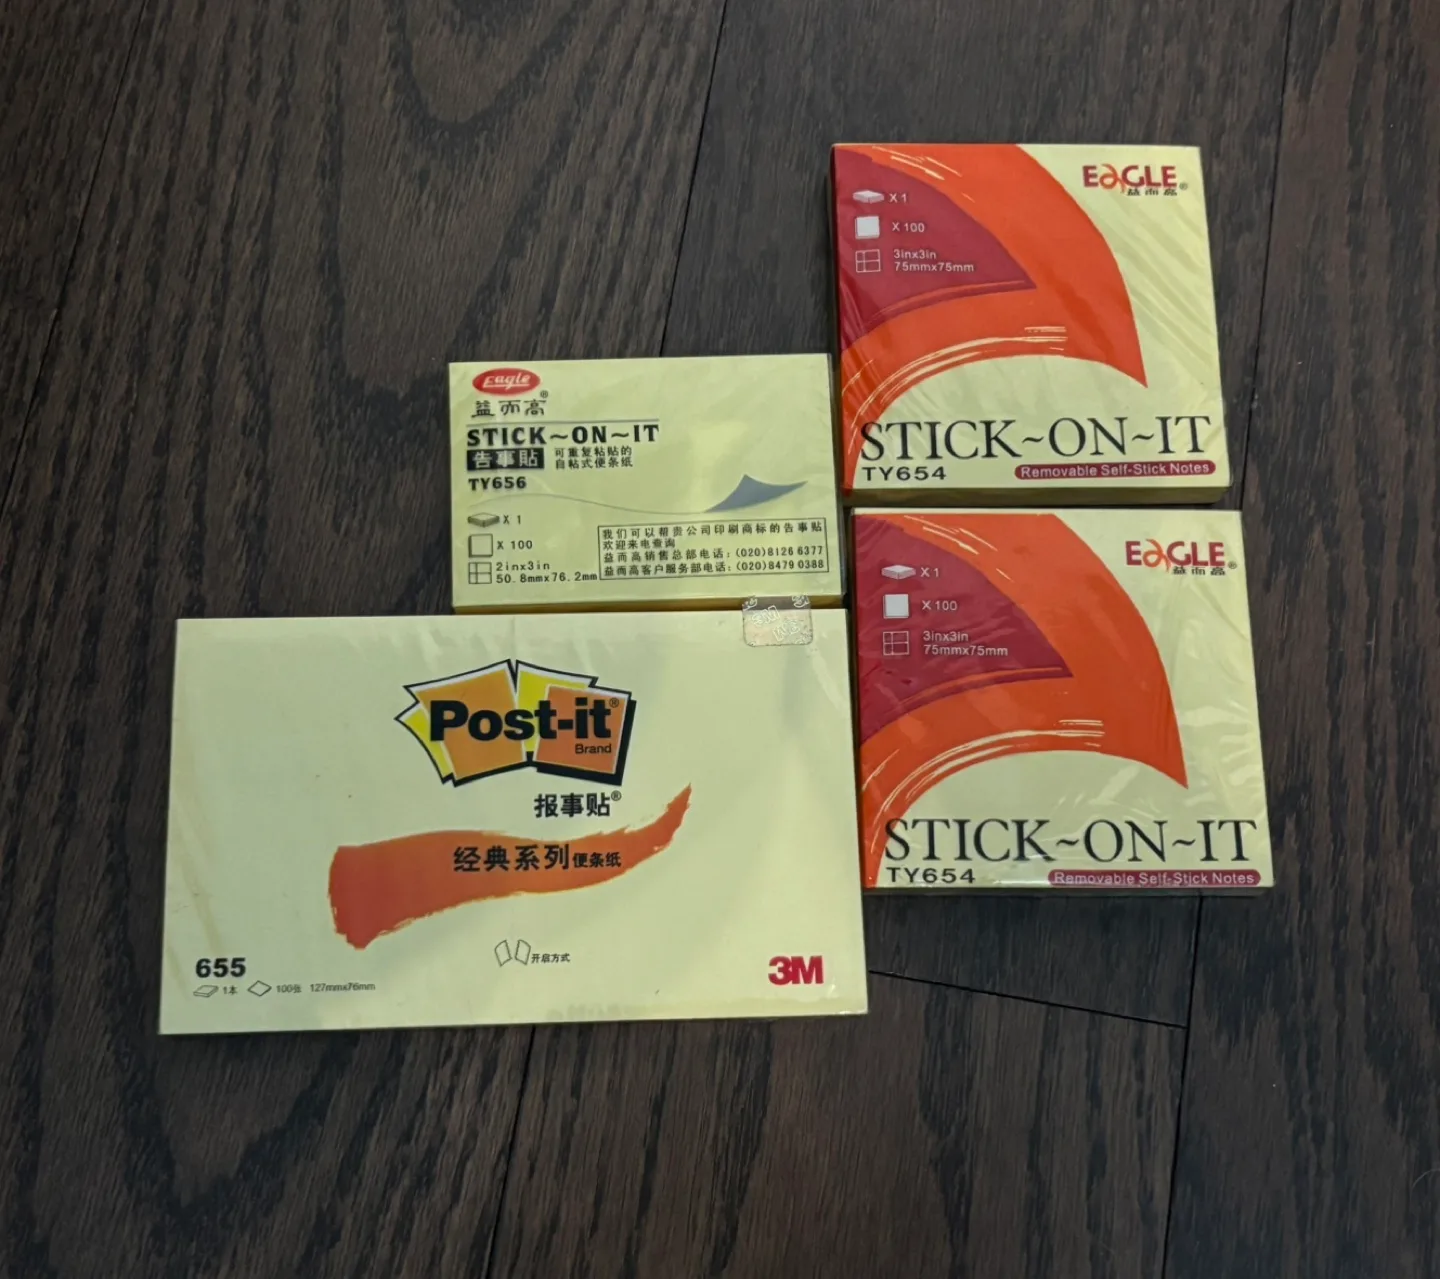 EAGLE®
益而高
X 1
X 100
3inx3in
75mmx75mm
STICK~ON~IT
TY654
Removable Self-Stick Notes
Eagle
益而高®
STICK~ON~IT
告事貼 可重复粘贴的
自粘式便条纸
TY656
X 1
X 100
2inx3in
50.8mmx76.2mm
我们可以帮贵公司印刷商标的告事贴
欢迎来电查询
益而高销售总部电话：(020)8126 6377
益而高客户服务部电话：(020)8479 0388
EAGLE®
益而高
X 1
X 100
3inx3in
75mmx75mm
STICK~ON~IT
TY654
Removable Self-Stick Notes
3M
Post-it®
Brand
报事贴®
经典系列便条纸
开启方式
655
1本 100张 127mmx76mm
3M